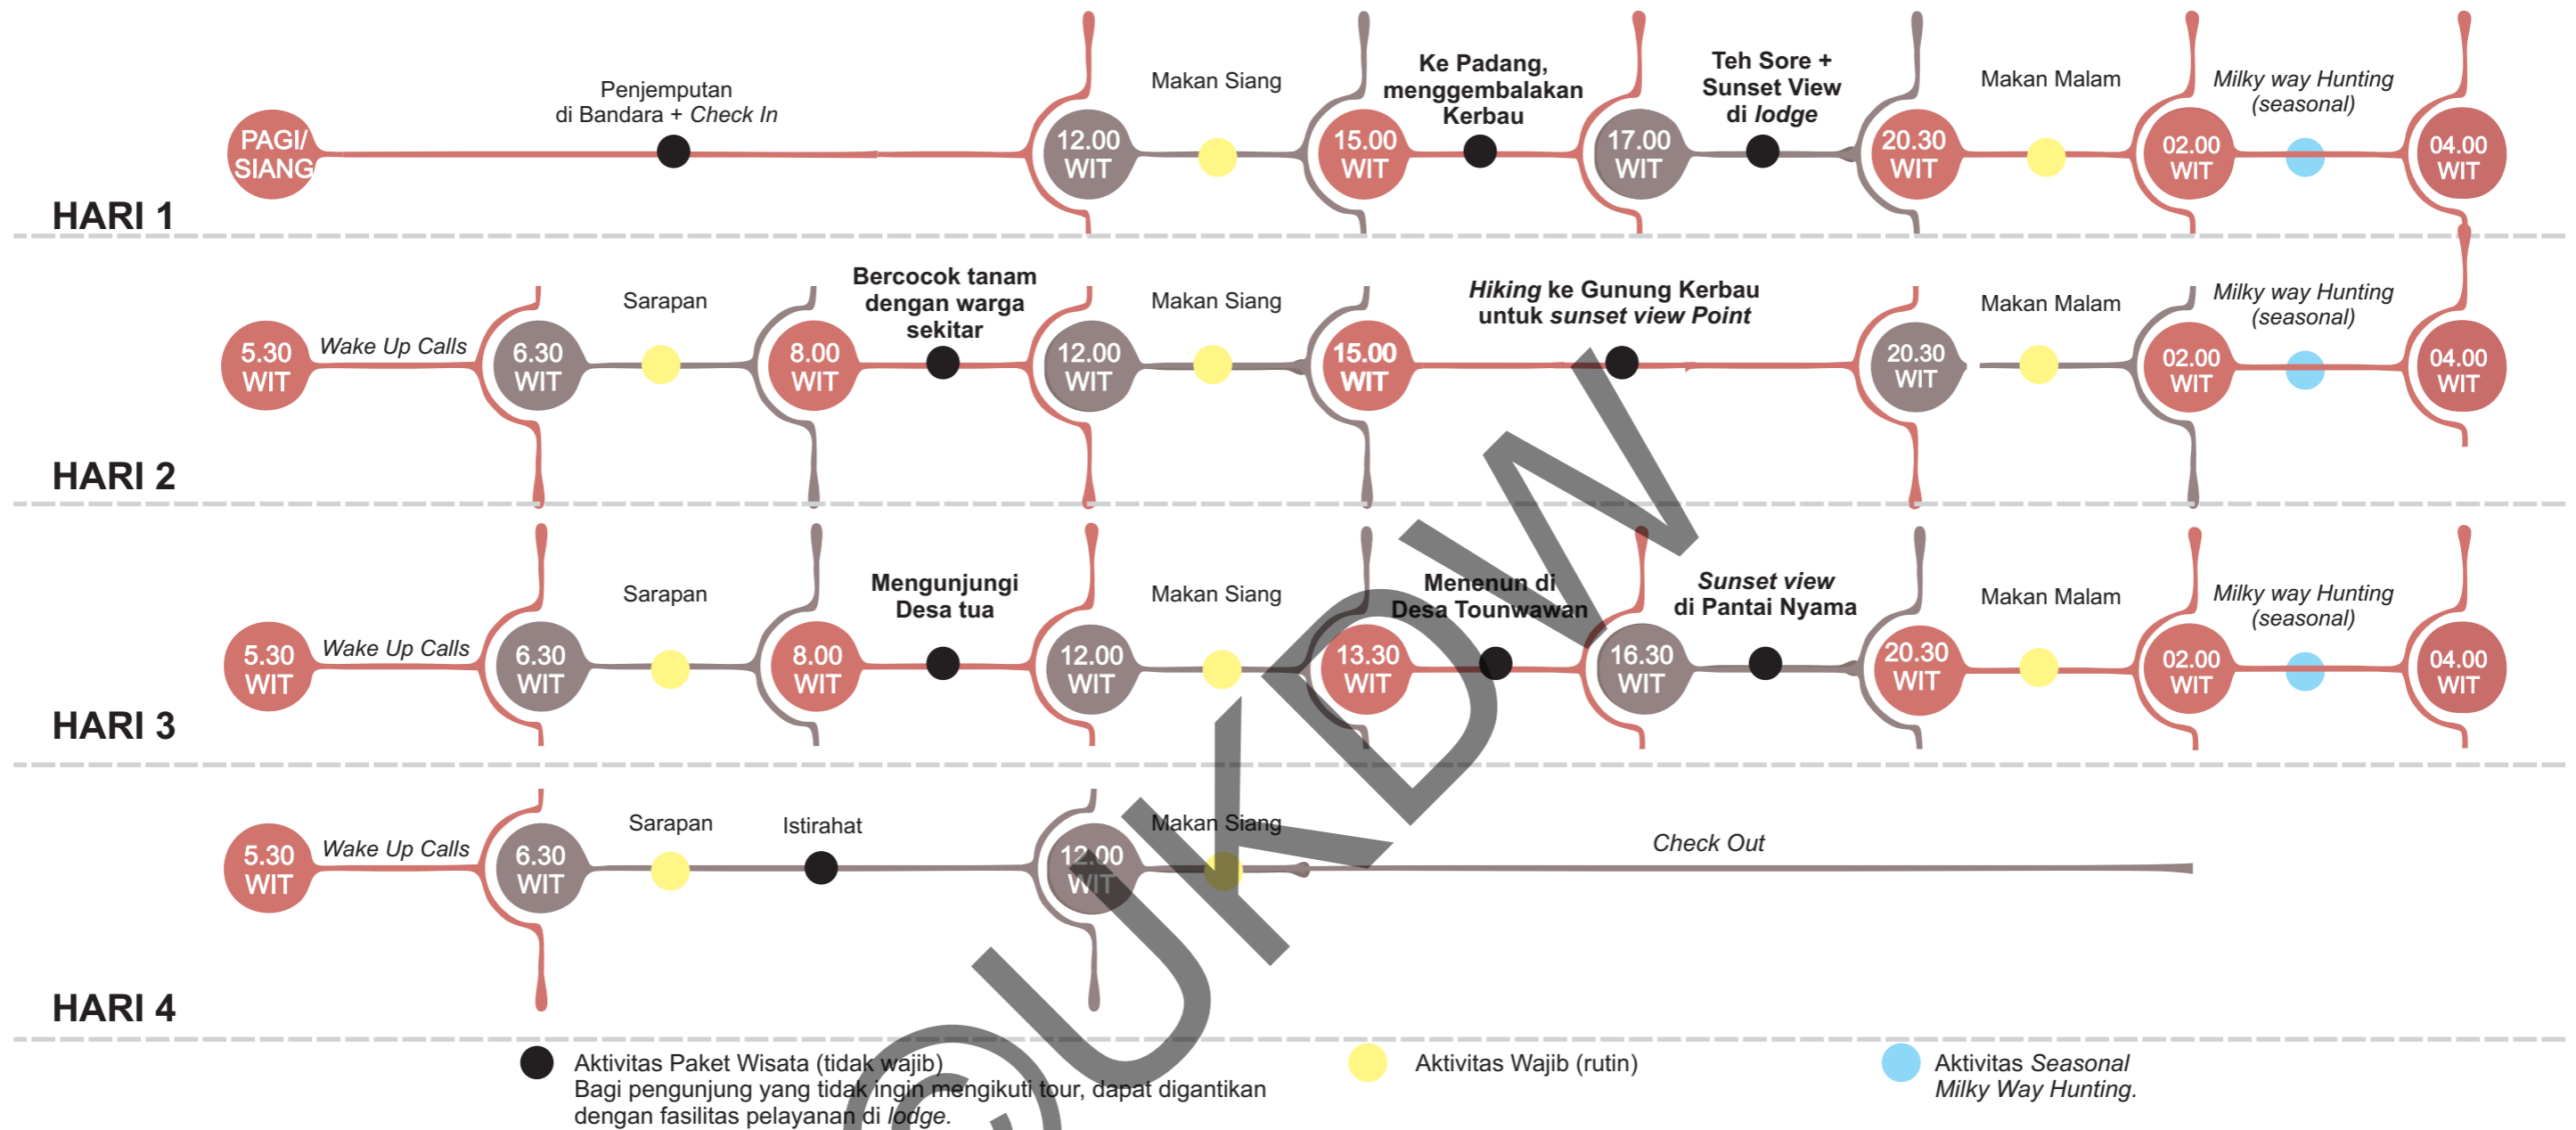 PAGI/
SIANG
Penjemputan
di Bandara + Check In
12.00
WIT
Makan Siang
15.00
WIT
Ke Padang,
menggembalakan
Kerbau
17.00
WIT
Teh Sore +
Sunset View
di lodge
20.30
WIT
Makan Malam
02.00
WIT
Milky way Hunting
(seasonal)
04.00
WIT
HARI 1
5.30
WIT
Wake Up Calls
6.30
WIT
Sarapan
8.00
WIT
Bercocok tanam
dengan warga
sekitar
12.00
WIT
Makan Siang
15.00
WIT
Hiking ke Gunung Kerbau
untuk sunset view Point
20.30
WIT
Makan Malam
02.00
WIT
Milky way Hunting
(seasonal)
04.00
WIT
HARI 2
5.30
WIT
Wake Up Calls
6.30
WIT
Sarapan
8.00
WIT
Mengunjungi
Desa tua
12.00
WIT
Makan Siang
13.30
WIT
Menenun di
Desa Tounwawan
16.30
WIT
Sunset view
di Pantai Nyama
20.30
WIT
Makan Malam
02.00
WIT
Milky way Hunting
(seasonal)
04.00
WIT
HARI 3
5.30
WIT
Wake Up Calls
6.30
WIT
Sarapan
Istirahat
12.00
WIT
Makan Siang
Check Out
HARI 4
Aktivitas Paket Wisata (tidak wajib)
Bagi pengunjung yang tidak ingin mengikuti tour, dapat digantikan
dengan fasilitas pelayanan di lodge.
Aktivitas Wajib (rutin)
Aktivitas Seasonal
Milky Way Hunting.
©UKDW